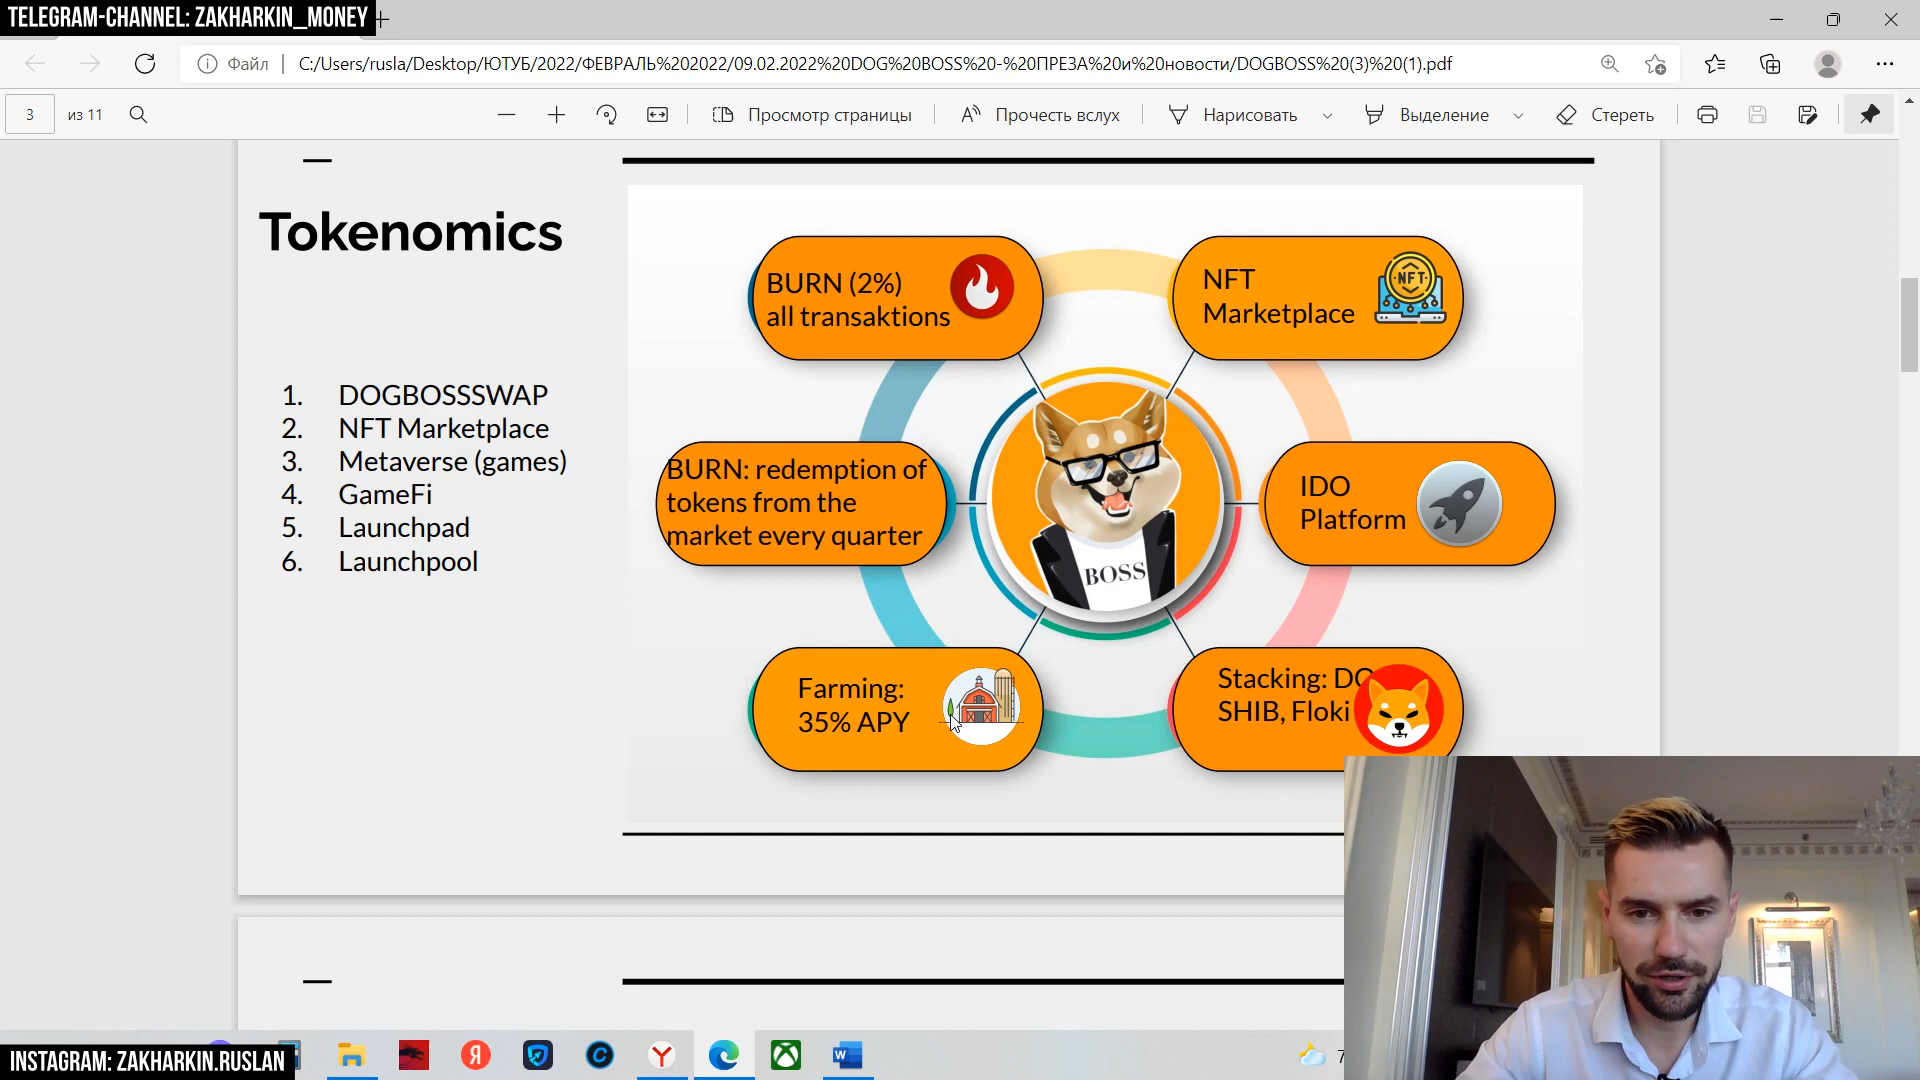 TELEGRAM-CHANNEL: ZAKHARKIN_MONEY
Файл
C:/Users/rusla/Desktop/ЮТУБ/2022/ФЕВРАЛЬ%202022/09.02.2022%20DOG%20BOSS%20-%20ПРЕЗА%20и%20новости/DOGBOSS%20(3)%20(1).pdf
3 из 11
Просмотр страницы
Прочесть вслух
Нарисовать
Выделение
Стереть
Tokenomics
1. DOGBOSSSWAP
2. NFT Marketplace
3. Metaverse (games)
4. GameFi
5. Launchpad
6. Launchpool
BURN (2%)
all transaktions
NFT
Marketplace
NFT
BURN: redemption of
tokens from the
market every quarter
BOSS
IDO
Platform
Farming:
35% APY
Stacking:
SHIB, Floki
INSTAGRAM: ZAKHARKIN.RUSLAN